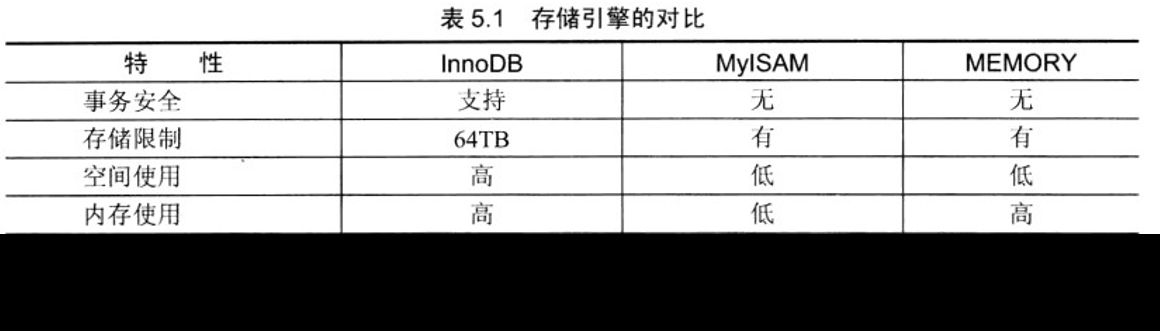 表 5.1 存储引擎的对比
特 性 InnoDB MyISAM MEMORY
事务安全 支持 无 无
存储限制 64TB 有 有
空间使用 高 低 低
内存使用 高 低 高